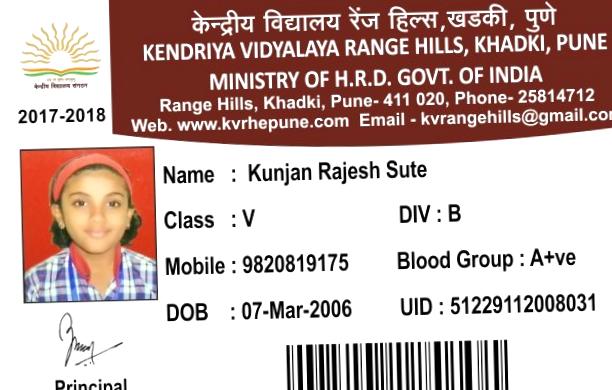 केन्द्रीय विद्यालय रेंज हिल्स,खडकी, पुणे
KENDRIYA VIDYALAYA RANGE HILLS, KHADKI, PUNE
MINISTRY OF H.R.D. GOVT. OF INDIA
Range Hills, Khadki, Pune- 411 020, Phone- 25814712
Web. www.kvrhepune.com Email - kvrangehills@gmail.com
केन्द्रीय विद्यालय संगठन
2017-2018
Name : Kunjan Rajesh Sute
Class : V DIV : B
Mobile : 9820819175 Blood Group : A+ve
DOB : 07-Mar-2006 UID : 51229112008031
Principal